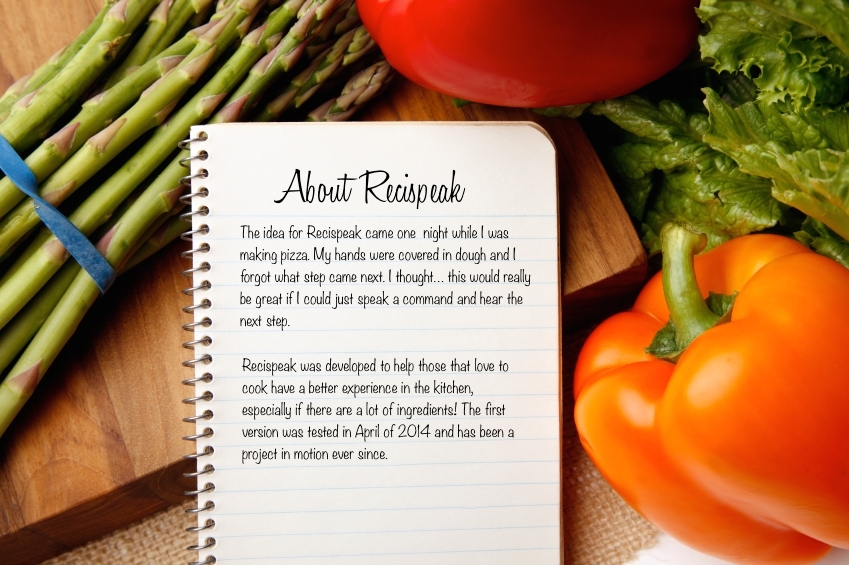 About Recispeak
The idea for Recispeak came one night while I was
making pizza. My hands were covered in dough and I
forgot what step came next. I thought... this would really
be great if I could just speak a command and hear the
next step.
Recispeak was developed to help those that love to
cook have a better experience in the kitchen,
especially if there are a lot of ingredients! The first
version was tested in April of 2014 and has been a
project in motion ever since.